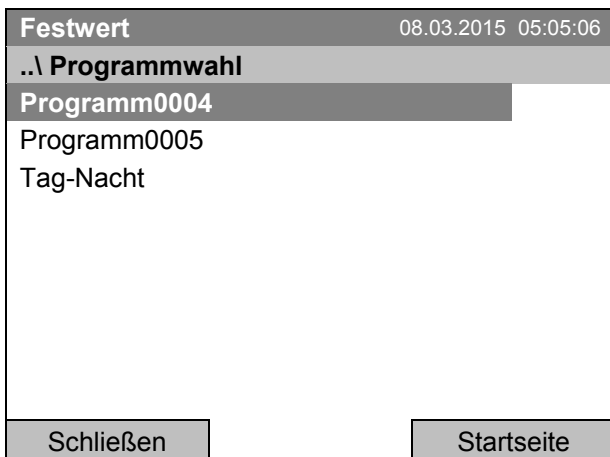 Festwert 08.03.2015 05:05:06
..\ Programmwahl
Programm0004
Programm0005
Tag-Nacht
Schließen Startseite